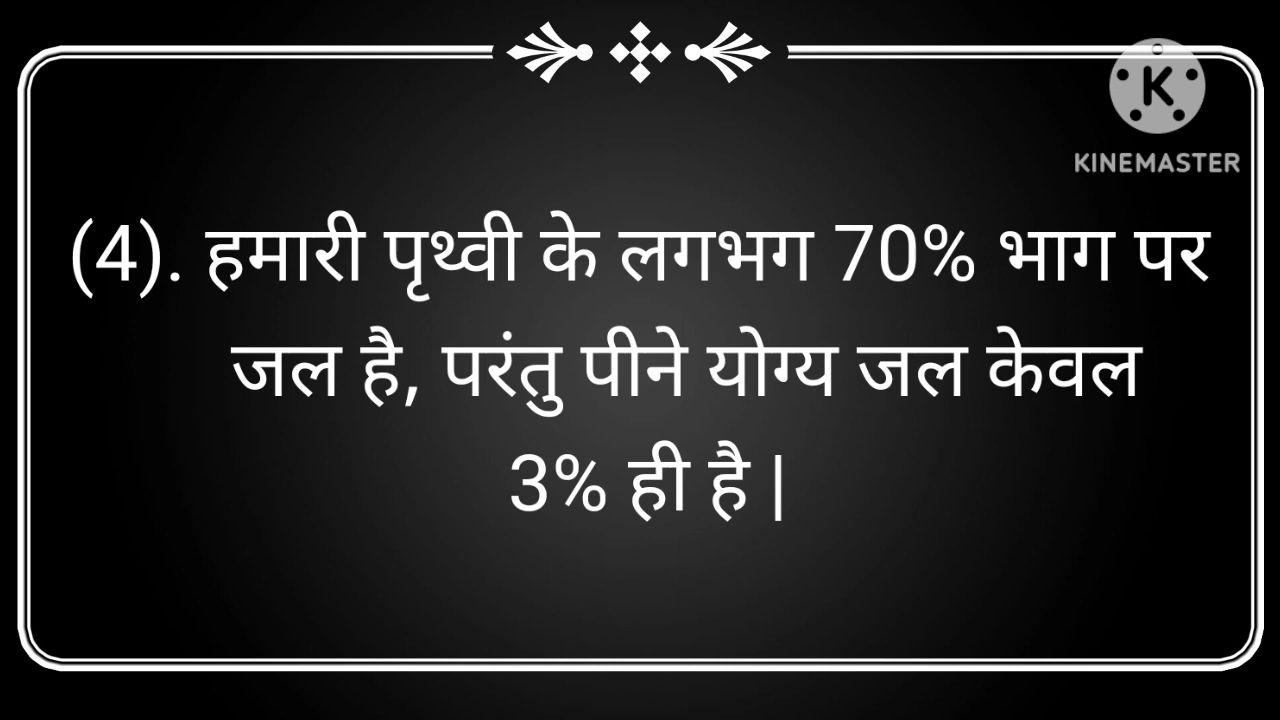 KINEMASTER
(4). हमारी पृथ्वी के लगभग 70% भाग पर
जल है, परंतु पीने योग्य जल केवल
3% ही है |